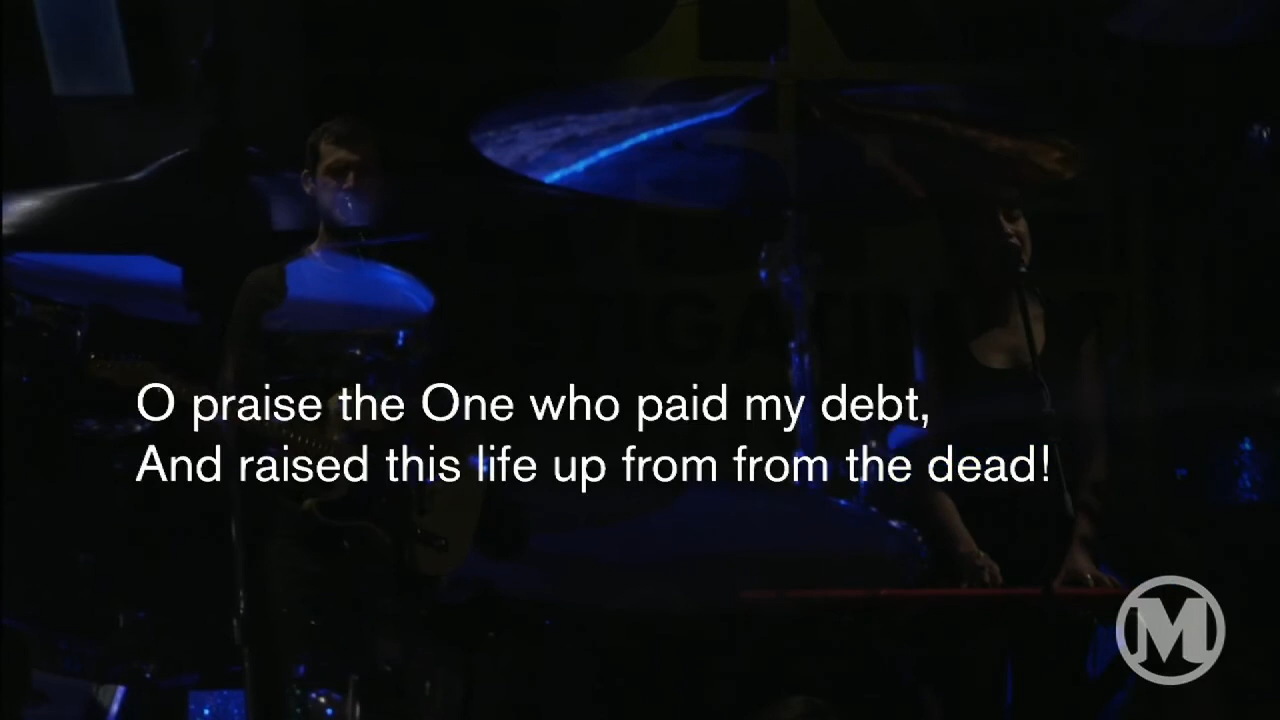 O praise the One who paid my debt,
And raised this life up from from the dead!
M